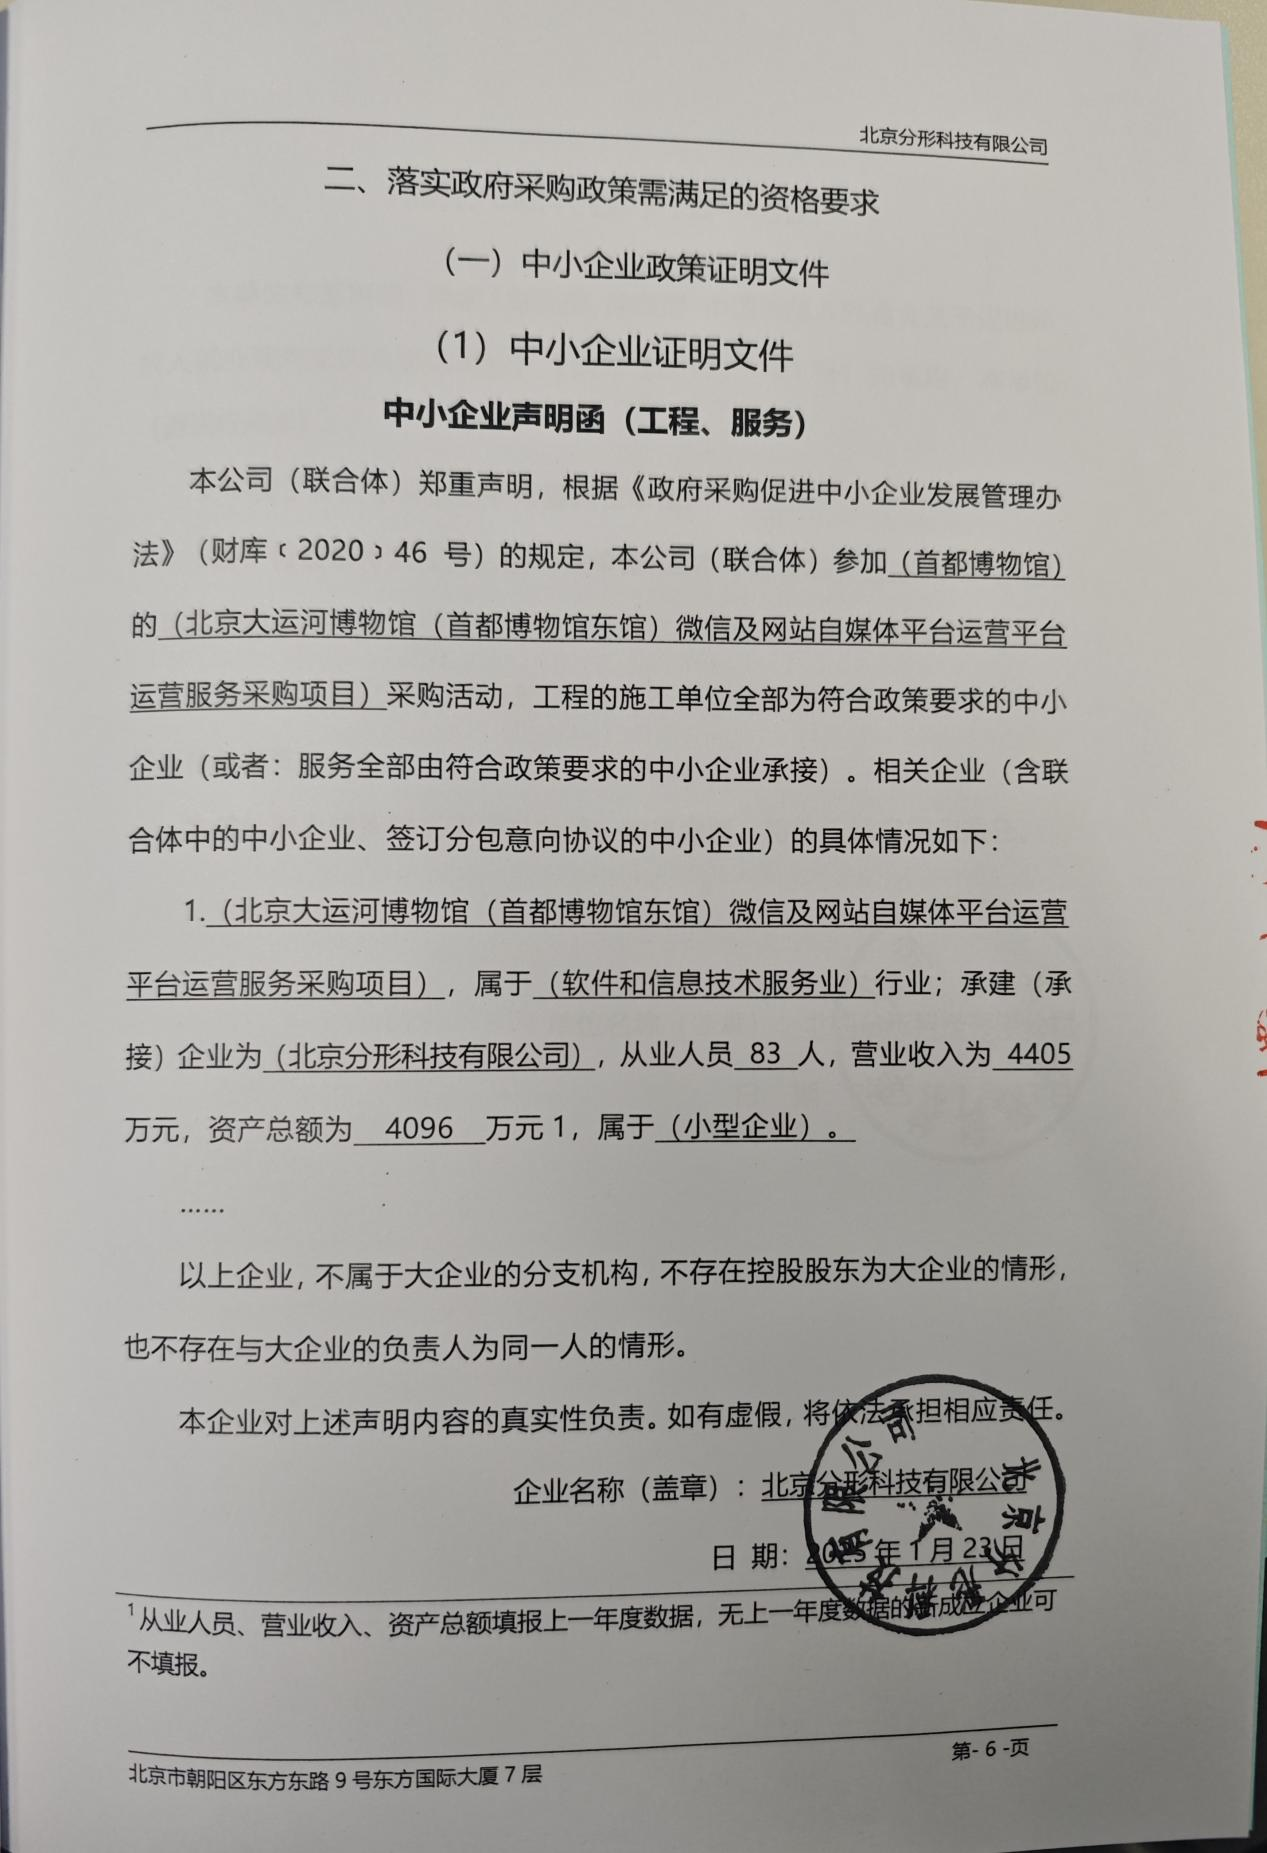 北京分形科技有限公司
二、落实政府采购政策需满足的资格要求
（一）中小企业政策证明文件
（1）中小企业证明文件
中小企业声明函（工程、服务）
本公司（联合体）郑重声明，根据《政府采购促进中小企业发展管理办
法》（财库﹝2020﹞46 号）的规定，本公司（联合体）参加（首都博物馆）
的（北京大运河博物馆（首都博物馆东馆）微信及网站自媒体平台运营平台
运营服务采购项目）采购活动，工程的施工单位全部为符合政策要求的中小
企业（或者：服务全部由符合政策要求的中小企业承接）。相关企业（含联
合体中的中小企业、签订分包意向协议的中小企业）的具体情况如下：
1.（北京大运河博物馆（首都博物馆东馆）微信及网站自媒体平台运营
平台运营服务采购项目），属于（软件和信息技术服务业）行业；承建（承
接）企业为（北京分形科技有限公司），从业人员 83 人，营业收入为 4405
万元，资产总额为 4096 万元 1，属于（小型企业）。
……
以上企业，不属于大企业的分支机构，不存在控股股东为大企业的情形，
也不存在与大企业的负责人为同一人的情形。
本企业对上述声明内容的真实性负责。如有虚假，将依法承担相应责任。
企业名称（盖章）：北京分形科技有限公司
日 期：2025 年 1 月 23 日
北京分形科技有限公司
1 从业人员、营业收入、资产总额填报上一年度数据，无上一年度数据的新成立企业可
不填报。
第- 6 -页
北京市朝阳区东方东路 9 号东方国际大厦 7 层